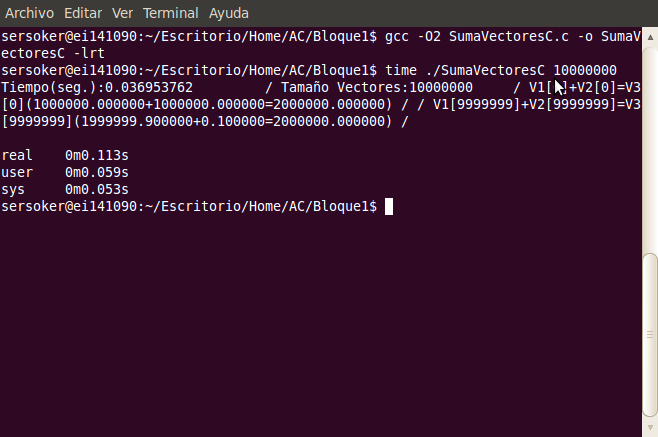 Archivo Editar Ver Terminal Ayuda
sersoker@ei141090:~/Escritorio/Home/AC/Bloque1$ gcc -O2 SumaVectoresC.c -o SumaV
ectoresC -lrt
sersoker@ei141090:~/Escritorio/Home/AC/Bloque1$ time ./SumaVectoresC 10000000
Tiempo(seg.):0.036953762 / Tamaño Vectores:10000000 / V1[ ]+V2[0]=V3
[0](1000000.000000+1000000.000000=2000000.000000) / / V1[9999999]+V2[9999999]=V3
[9999999](1999999.900000+0.100000=2000000.000000) /
real 0m0.113s
user 0m0.059s
sys 0m0.053s
sersoker@ei141090:~/Escritorio/Home/AC/Bloque1$